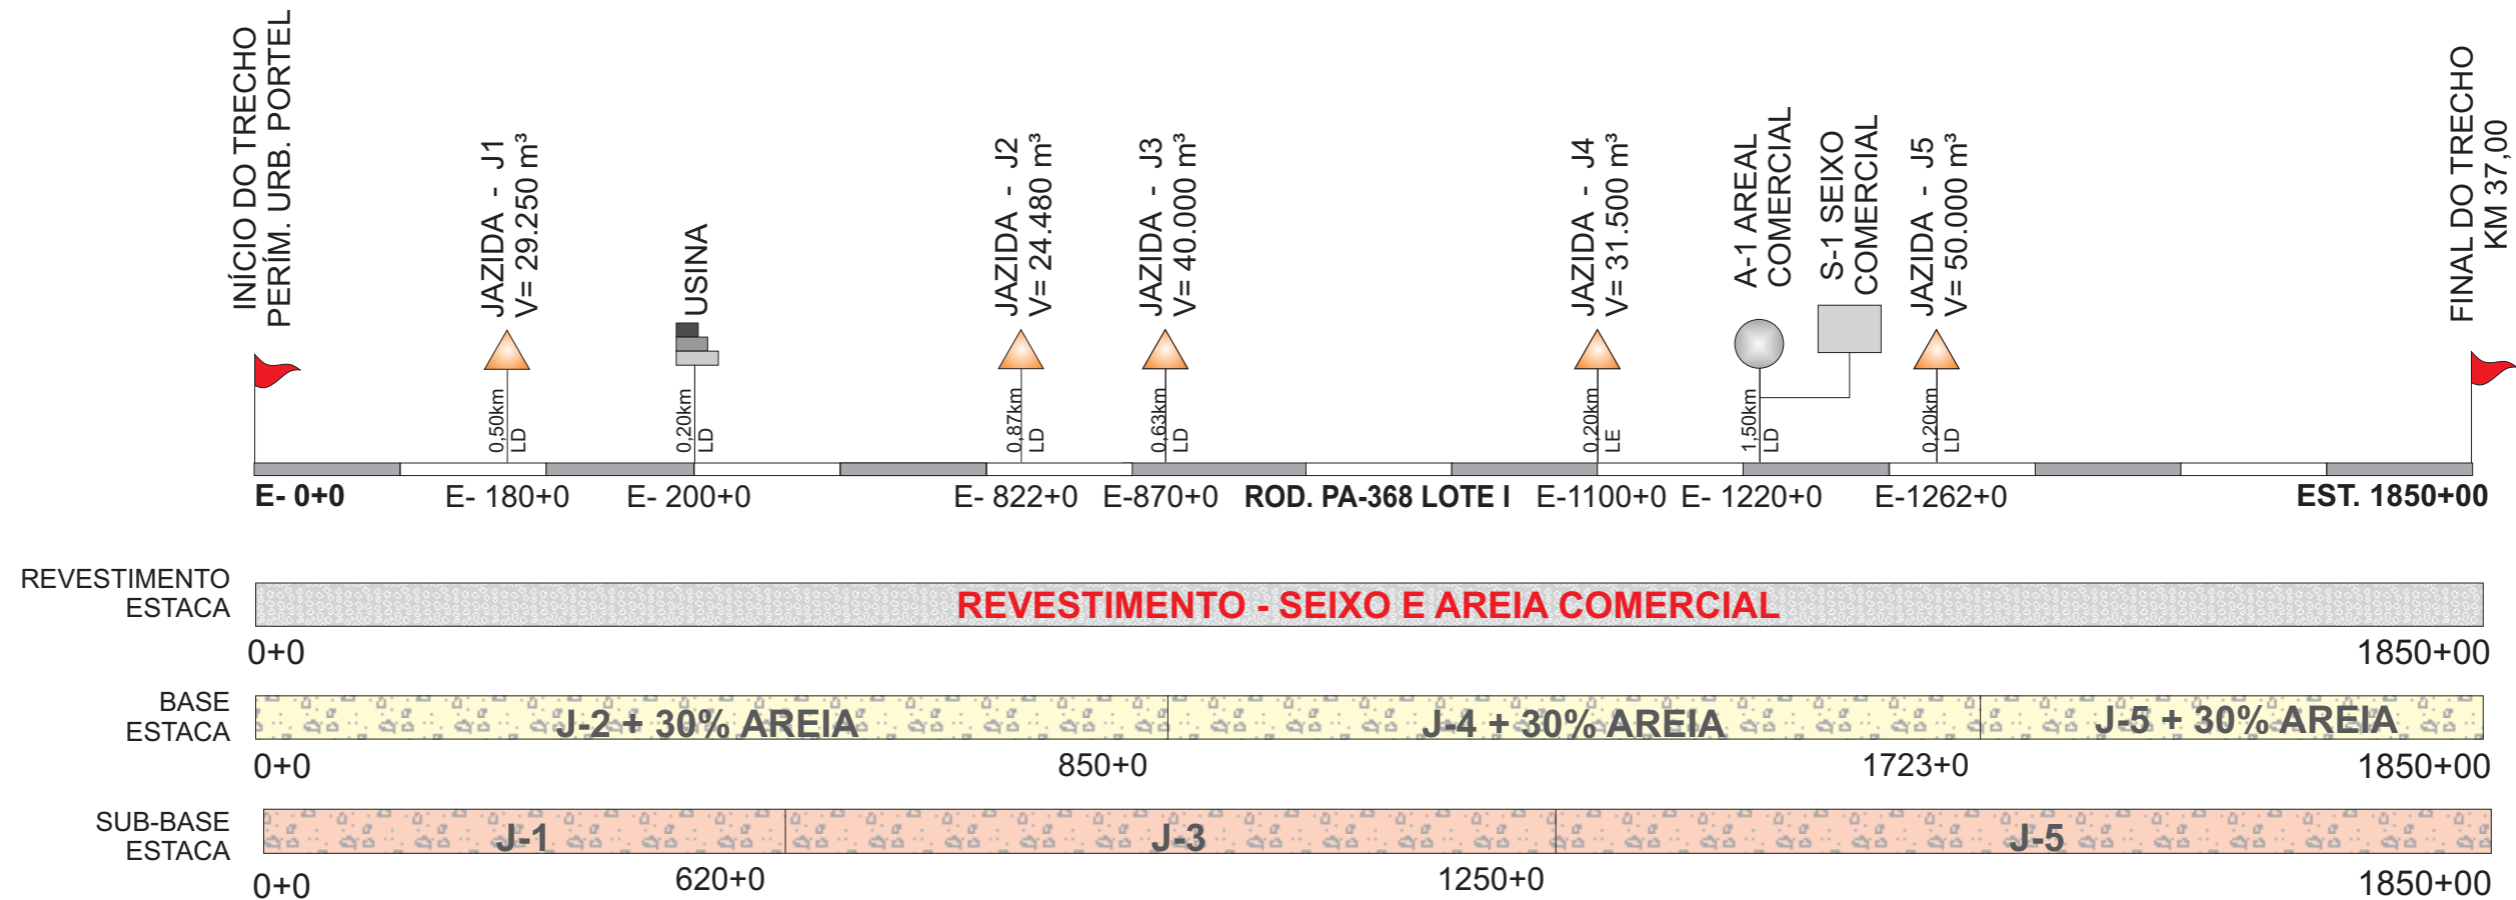 INÍCIO DO TRECHO
PERÍM. URB. PORTEL
JAZIDA - J1
V= 29.250 m³
USINA
JAZIDA - J2
V= 24.480 m³
JAZIDA - J3
V= 40.000 m³
JAZIDA - J4
V= 31.500 m³
A-1 AREAL
COMERCIAL
S-1 SEIXO
COMERCIAL
JAZIDA - J5
V= 50.000 m³
FINAL DO TRECHO
KM 37,00
0,50km
LD
0,20km
LD
0,87km
LD
0,63km
LD
0,20km
LE
1,50km
LD
0,20km
LD
E- 0+0
E- 180+0
E- 200+0
E- 822+0
E-870+0
ROD. PA-368 LOTE I
E-1100+0
E- 1220+0
E-1262+0
EST. 1850+00
REVESTIMENTO
ESTACA
REVESTIMENTO - SEIXO E AREIA COMERCIAL
0+0
1850+00
BASE
ESTACA
J-2 + 30% AREIA
J-4 + 30% AREIA
J-5 + 30% AREIA
0+0
850+0
1723+0
1850+00
SUB-BASE
ESTACA
J-1
J-3
J-5
0+0
620+0
1250+0
1850+00